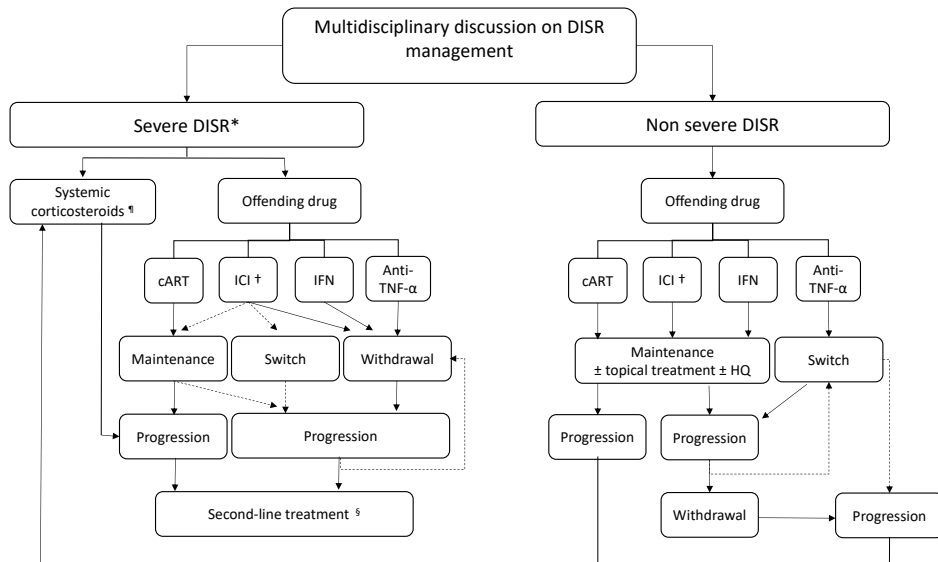 Multidisciplinary discussion on DISR
management
Severe DISR*
Non severe DISR
Systemic
corticosteroids ¶
Offending drug
Offending drug
cART
ICI †
IFN
Anti-
TNF-α
cART
ICI †
IFN
Anti-
TNF-α
Maintenance
Switch
Withdrawal
Maintenance
± topical treatment ± HQ
Switch
Progression
Progression
Progression
Progression
Second-line treatment §
Withdrawal
Progression